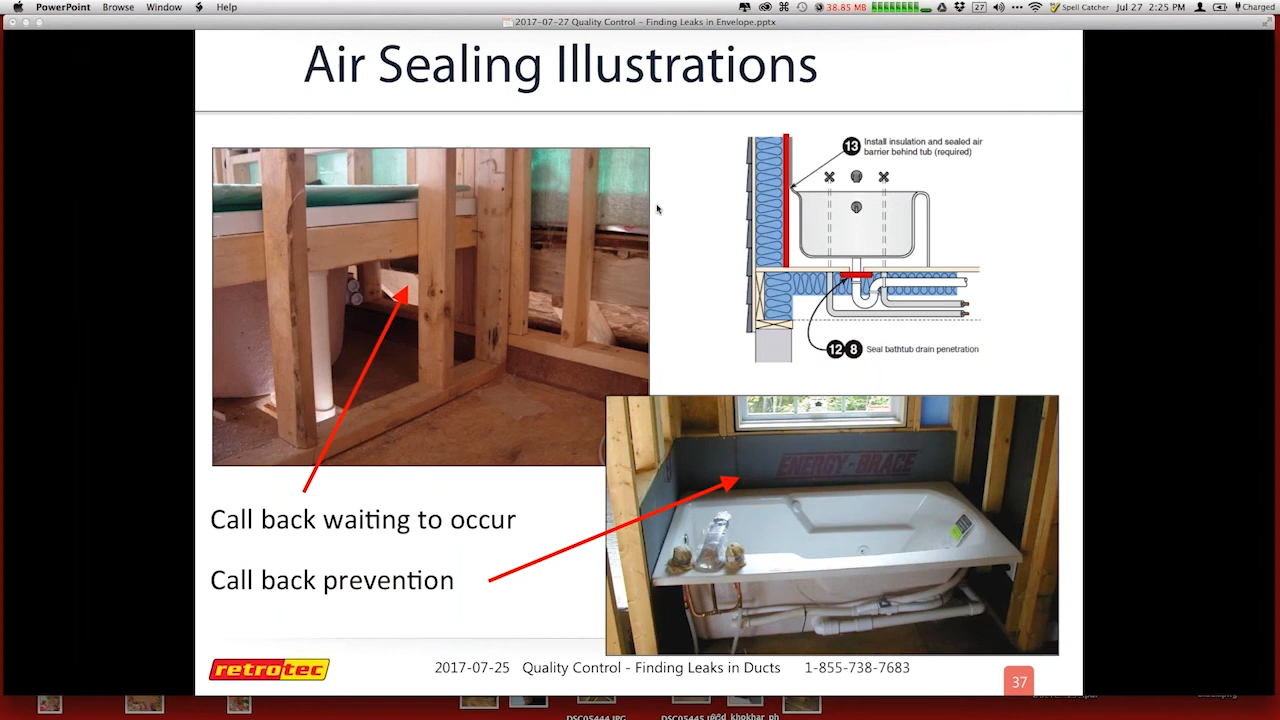 PowerPoint Browse Window Help 38.85 MB 27 Spell Catcher Jul 27 2:25 PM Charged
2017-07-27 Quality Control - Finding Leaks in Envelope.pptx
Air Sealing Illustrations
13 Install insulation and sealed air
barrier behind tub (required)
12 8 Seal bathtub drain penetration
ENERGY-BRACE
Call back waiting to occur
Call back prevention
retrotec
2017-07-25 Quality Control - Finding Leaks in Ducts 1-855-738-7683
37